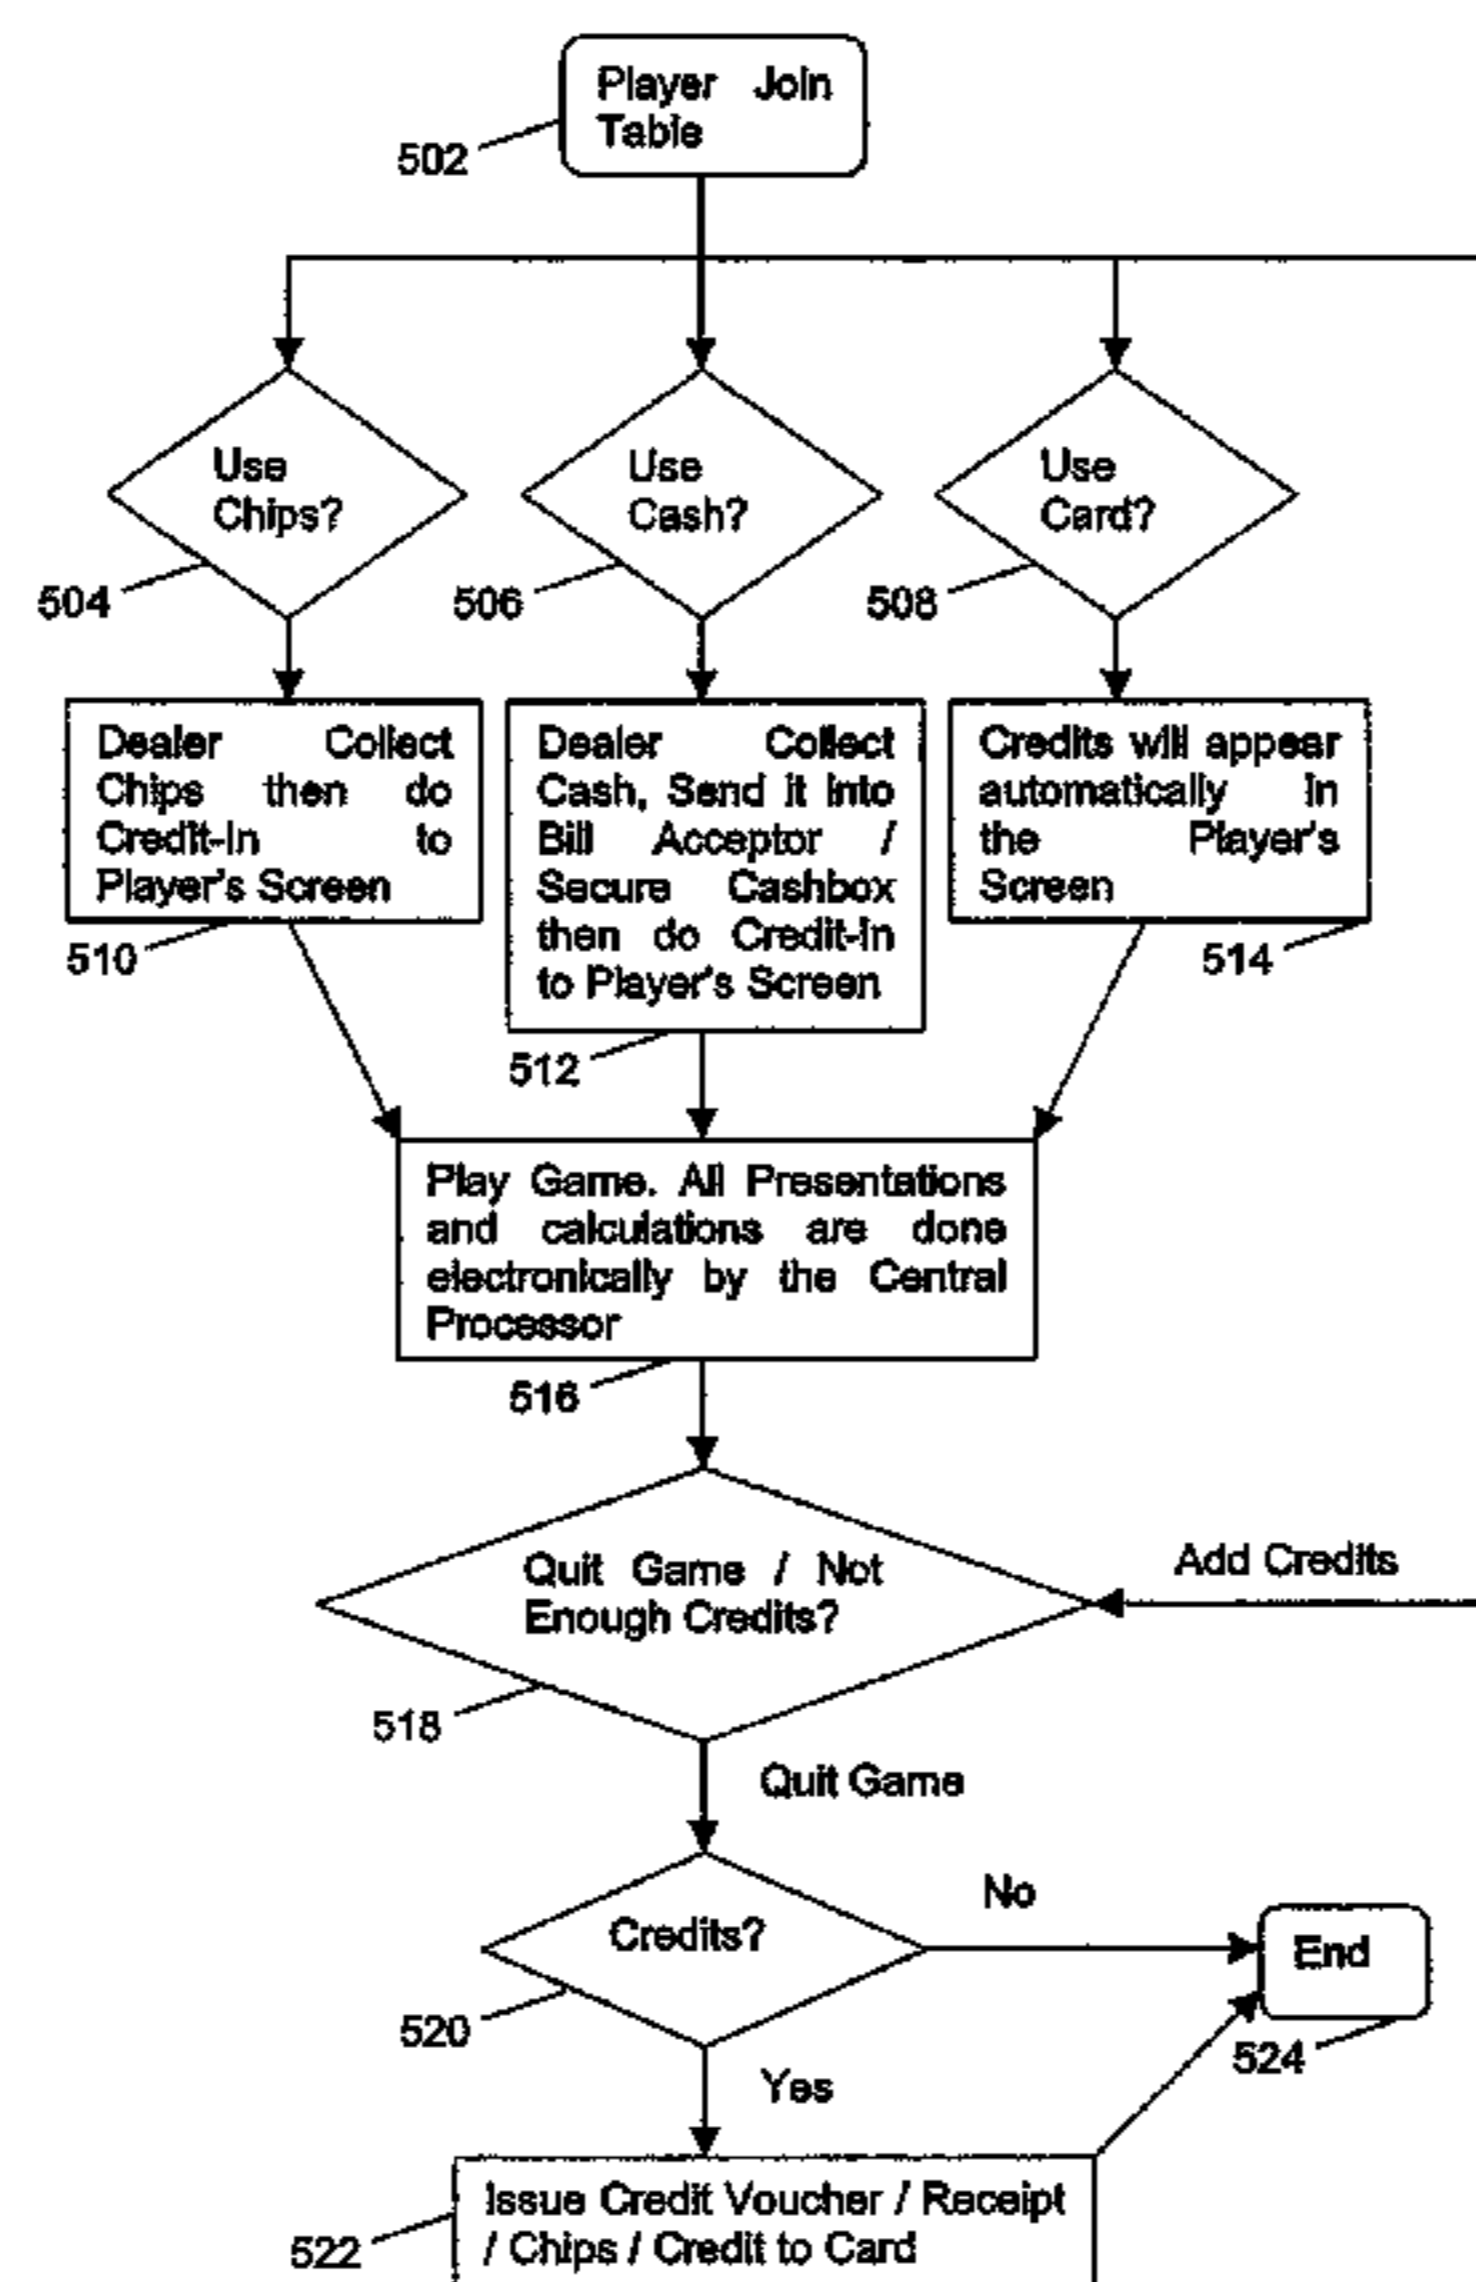 Player Join
Table
502
Use
Chips?
504
Use
Cash?
506
Use
Card?
508
Dealer Collect
Chips then do
Credit-In to
Player's Screen
510
Dealer Collect
Cash, Send it into
Bill Acceptor /
Secure Cashbox
then do Credit-In
to Player's Screen
512
Credits will appear
automatically in
the Player's
Screen
514
Play Game. All Presentations
and calculations are done
electronically by the Central
Processor
516
Quit Game / Not
Enough Credits?
518
Add Credits
Quit Game
Credits?
520
No
End
524
Yes
Issue Credit Voucher / Receipt
/ Chips / Credit to Card
522